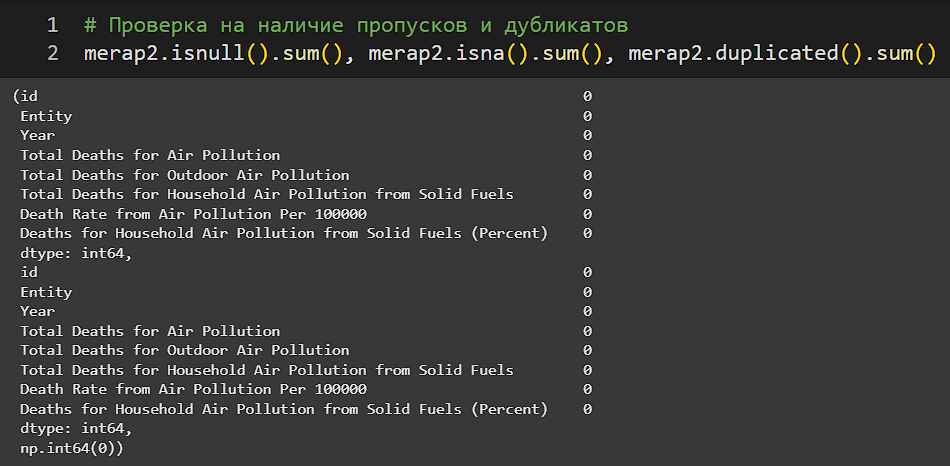 1 # Проверка на наличие пропусков и дубликатов
2 merap2.isnull().sum(), merap2.isna().sum(), merap2.duplicated().sum()
(id 0
Entity 0
Year 0
Total Deaths for Air Pollution 0
Total Deaths for Outdoor Air Pollution 0
Total Deaths for Household Air Pollution from Solid Fuels 0
Death Rate from Air Pollution Per 100000 0
Deaths for Household Air Pollution from Solid Fuels (Percent) 0
dtype: int64,
id 0
Entity 0
Year 0
Total Deaths for Air Pollution 0
Total Deaths for Outdoor Air Pollution 0
Total Deaths for Household Air Pollution from Solid Fuels 0
Death Rate from Air Pollution Per 100000 0
Deaths for Household Air Pollution from Solid Fuels (Percent) 0
dtype: int64,
np.int64(0))